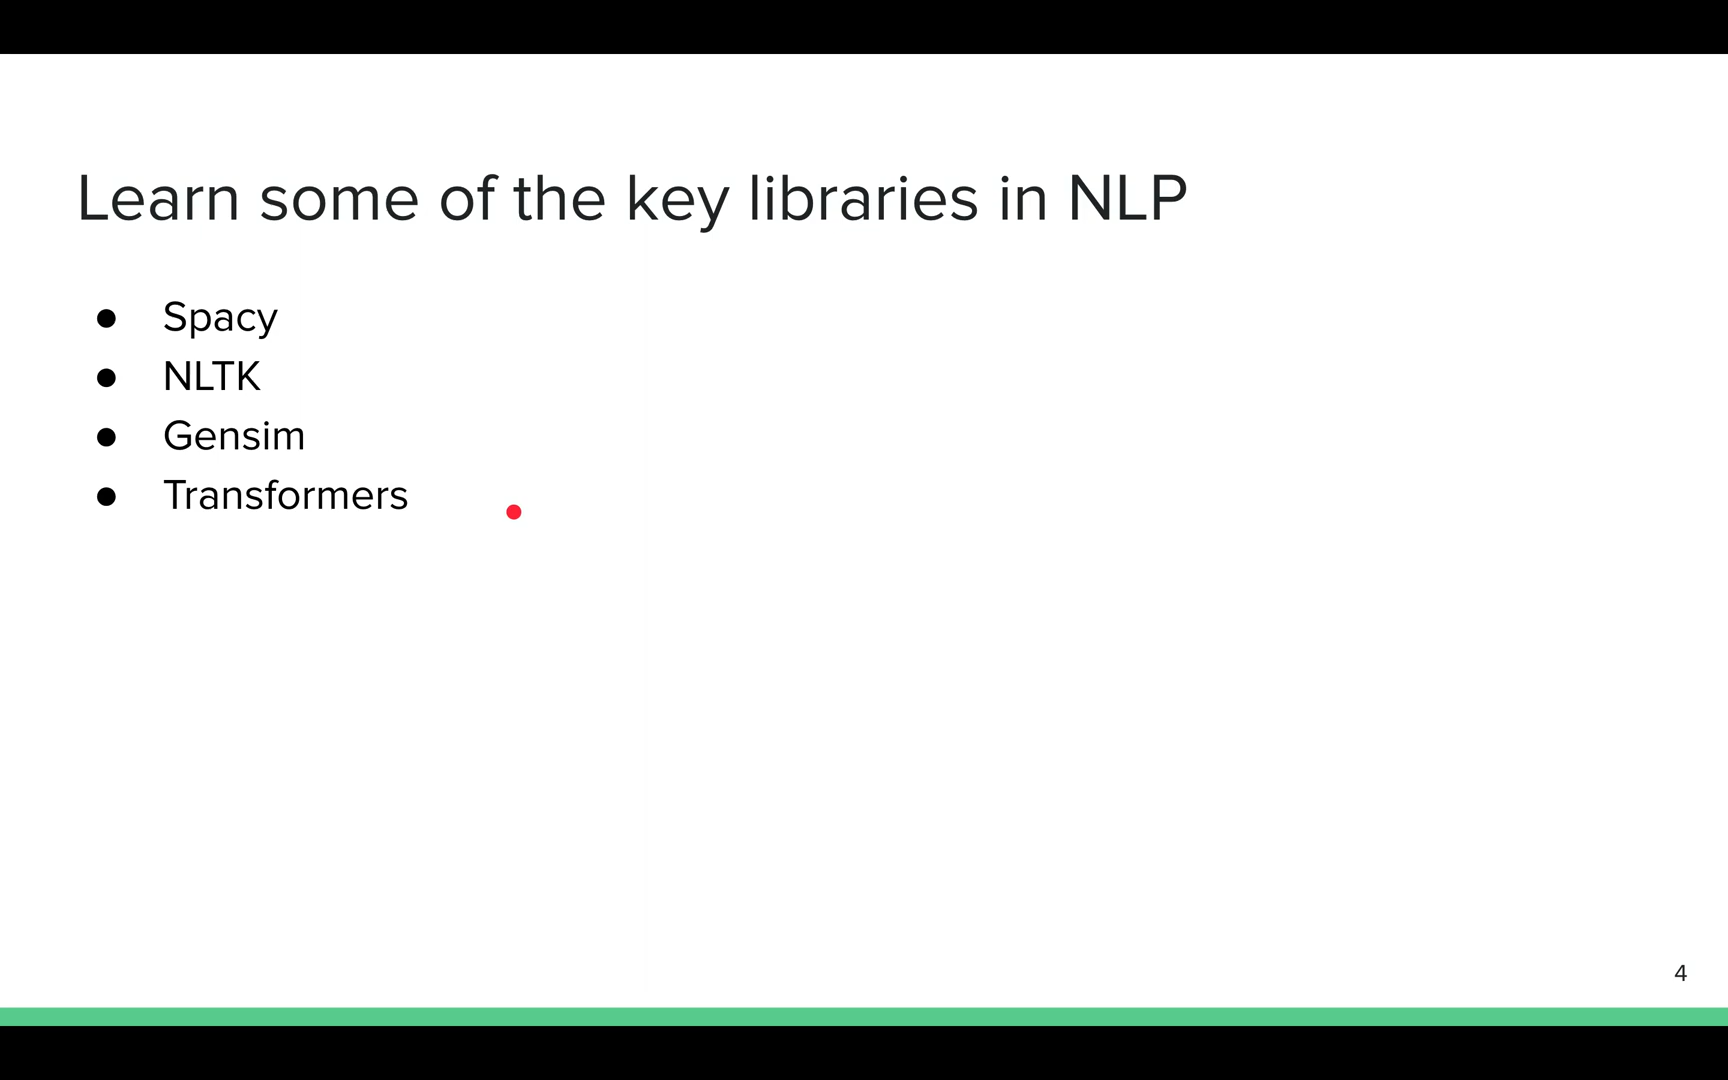 Learn some of the key libraries in NLP
● Spacy
● NLTK
● Gensim
● Transformers
4